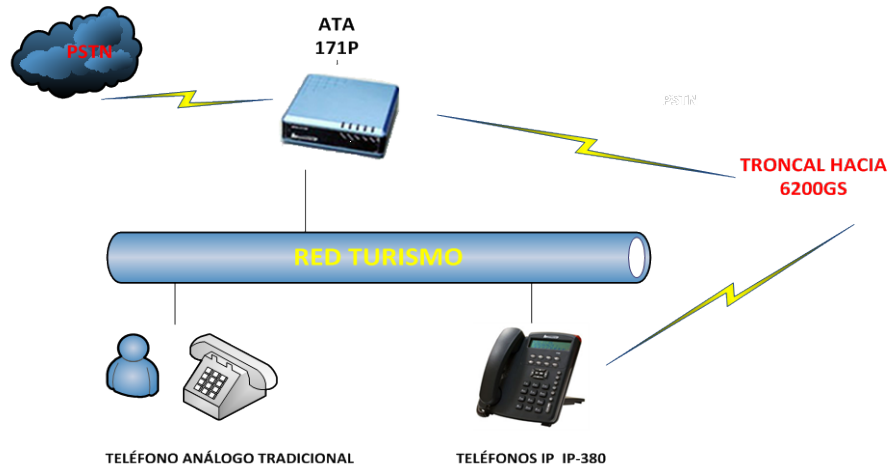 ATA
171P
PSTN
PSTN
TRONCAL HACIA
6200GS
RED TURISMO
TELÉFONO ANÁLOGO TRADICIONAL
TELÉFONOS IP  IP-380